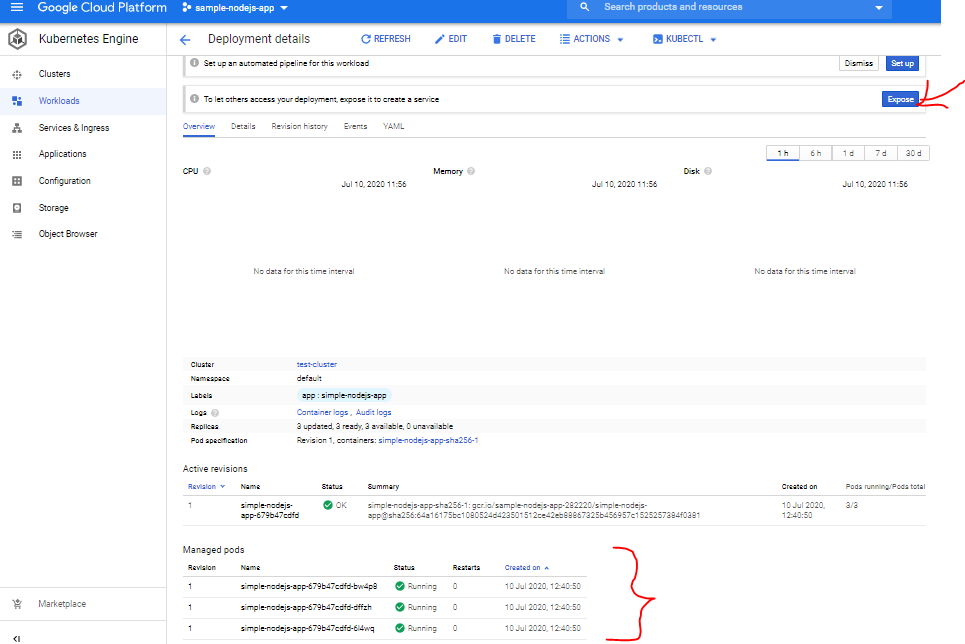 Google Cloud Platform sample-nodejs-app Search products and resources
Kubernetes Engine Deployment details REFRESH EDIT DELETE ACTIONS KUBECTL
Set up an automated pipeline for this workload Dismiss Set up
Clusters
Workloads
Services & Ingress
Applications
Configuration
Storage
Object Browser
Marketplace
To let others access your deployment, expose it to create a service Expose
Overview Details Revision history Events YAML
1 h 6 h 1 d 7 d 30 d
CPU Memory Disk
Jul 10, 2020 11:56 Jul 10, 2020 11:56 Jul 10, 2020 11:56
No data for this time interval No data for this time interval No data for this time interval
Cluster test-cluster
Namespace default
Labels app : simple-nodejs-app
Logs Container logs , Audit logs
Replicas 3 updated, 3 ready, 3 available, 0 unavailable
Pod specification Revision 1, containers: simple-nodejs-app-sha256-1
Active revisions
Revision Name Status Summary Created on Pods running/Pods total
1 simple-nodejs- OK simple-nodejs-app-sha256-1: gcr.io/sample-nodejs-app-282220/simple-nodejs- 10 Jul 2020, 3/3
app-679b47cdfd app@sha256:64a16175bc1080524d423501512ce42eb88867325b456957c1525257384f0381 12:40:50
Managed pods
Revision Name Status Restarts Created on
1 simple-nodejs-app-679b47cdfd-bw4p8 Running 0 10 Jul 2020, 12:40:50
1 simple-nodejs-app-679b47cdfd-dffzh Running 0 10 Jul 2020, 12:40:50
1 simple-nodejs-app-679b47cdfd-6l4wq Running 0 10 Jul 2020, 12:40:50